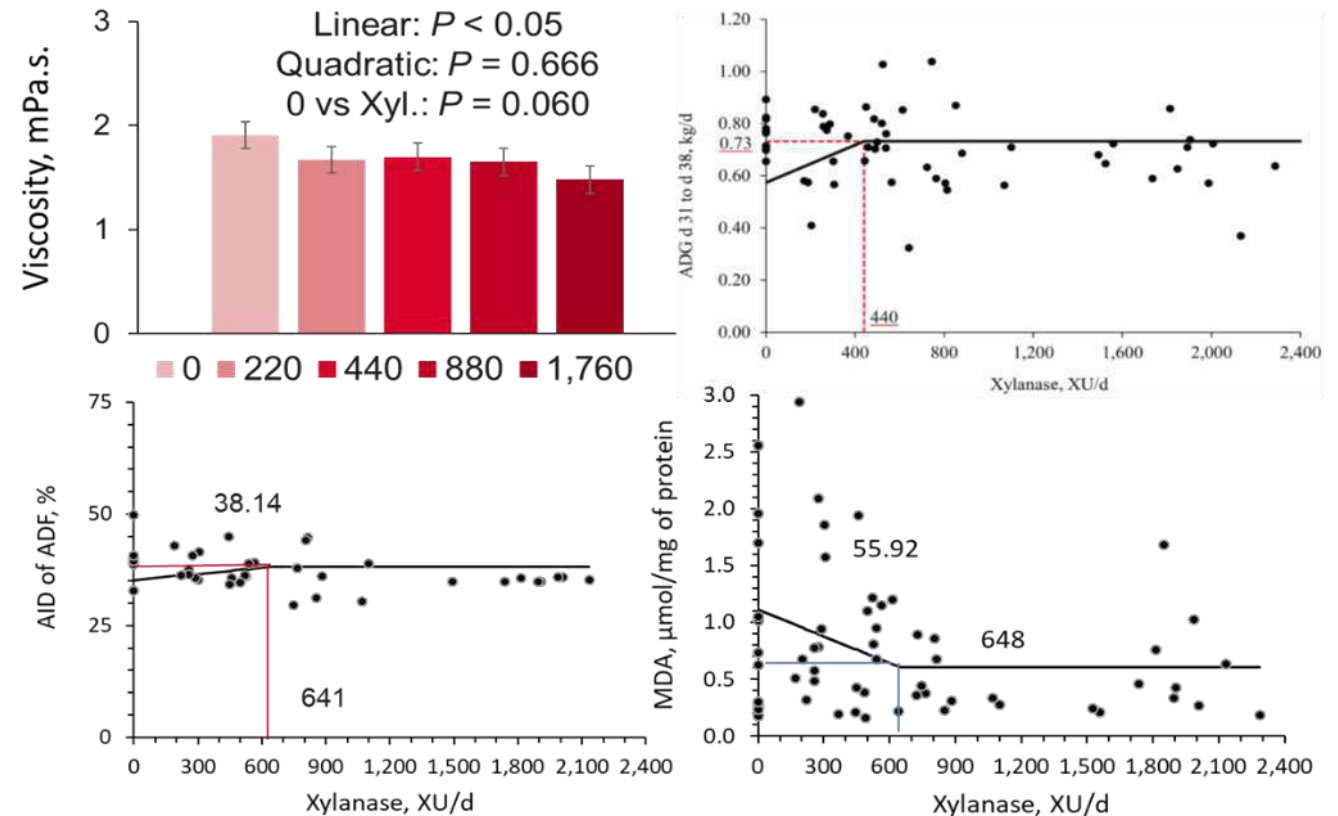 3
2
1
0
Viscosity, mPa.s.
Linear: P < 0.05
Quadratic: P = 0.666
0 vs Xyl.: P = 0.060
0 220 440 880 1,760
1.20
1.00
0.80
0.73
0.60
0.40
0.20
0.00
ADG d 31 to d 38, kg/d
440
0 400 800 1,200 1,600 2,000 2,400
Xylanase, XU/d
75
50
25
0
AID of ADF, %
38.14
641
0 300 600 900 1,200 1,500 1,800 2,100 2,400
Xylanase, XU/d
3.0
2.5
2.0
1.5
1.0
0.5
0.0
MDA, µmol/mg of protein
55.92
648
0 300 600 900 1,200 1,500 1,800 2,100 2,400
Xylanase, XU/d